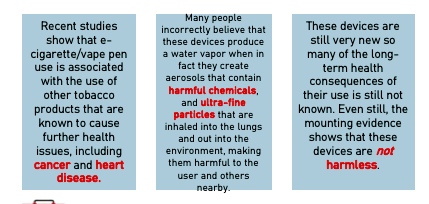 Recent studies
show that e-
cigarette/vape pen
use is associated
with the use of
other tobacco
products that are
known to cause
further health
issues, including
cancer and heart
disease.
Many people
incorrectly believe that
these devices produce
a water vapor when in
fact they create
aerosols that contain
harmful chemicals,
and ultra-fine
particles that are
inhaled into the lungs
and out into the
environment, making
them harmful to the
user and others
nearby.
These devices are
still very new so
many of the long-
term health
consequences of
their use is still not
known. Even still, the
mounting evidence
shows that these
devices are not
harmless.